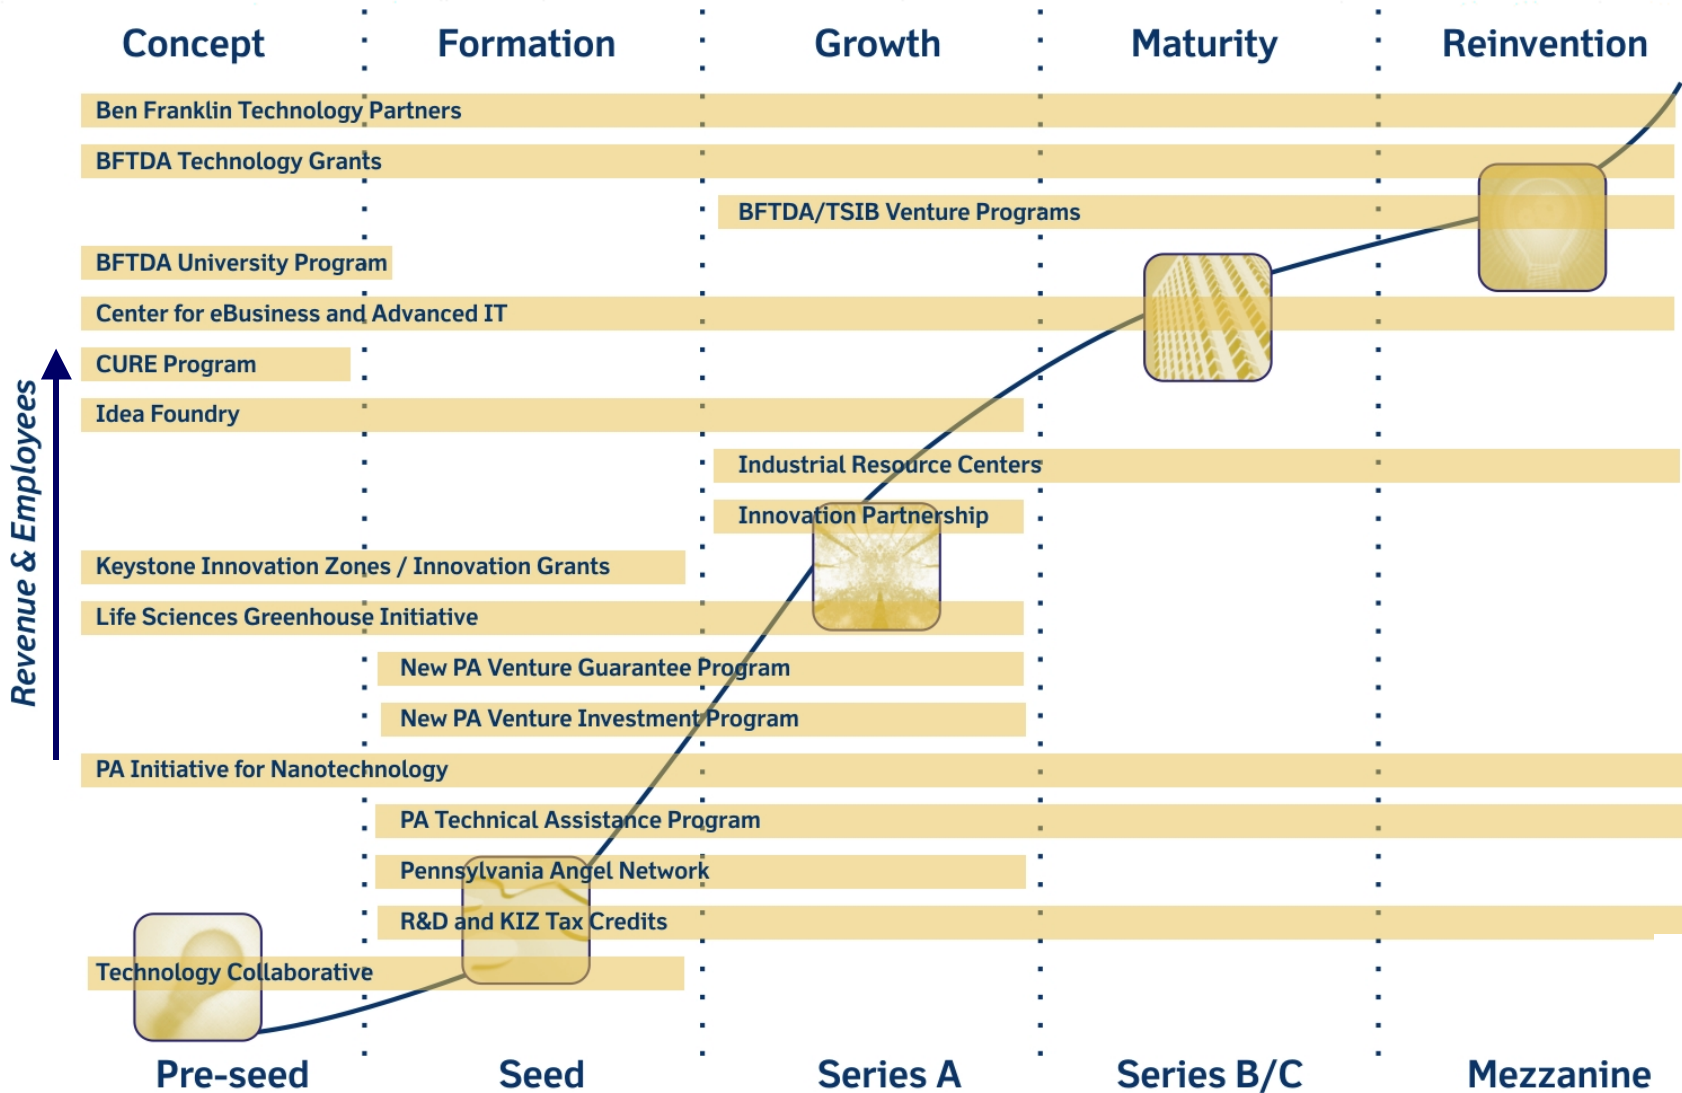 Concept
Formation
Growth
Maturity
Reinvention
Ben Franklin Technology Partners
BFTDA Technology Grants
BFTDA/TSIB Venture Programs
BFTDA University Program
Center for eBusiness and Advanced IT
CURE Program
Idea Foundry
Industrial Resource Centers
Innovation Partnership
Keystone Innovation Zones / Innovation Grants
Life Sciences Greenhouse Initiative
New PA Venture Guarantee Program
New PA Venture Investment Program
PA Initiative for Nanotechnology
PA Technical Assistance Program
Pennsylvania Angel Network
R&D and KIZ Tax Credits
Technology Collaborative
Revenue & Employees
Pre-seed
Seed
Series A
Series B/C
Mezzanine